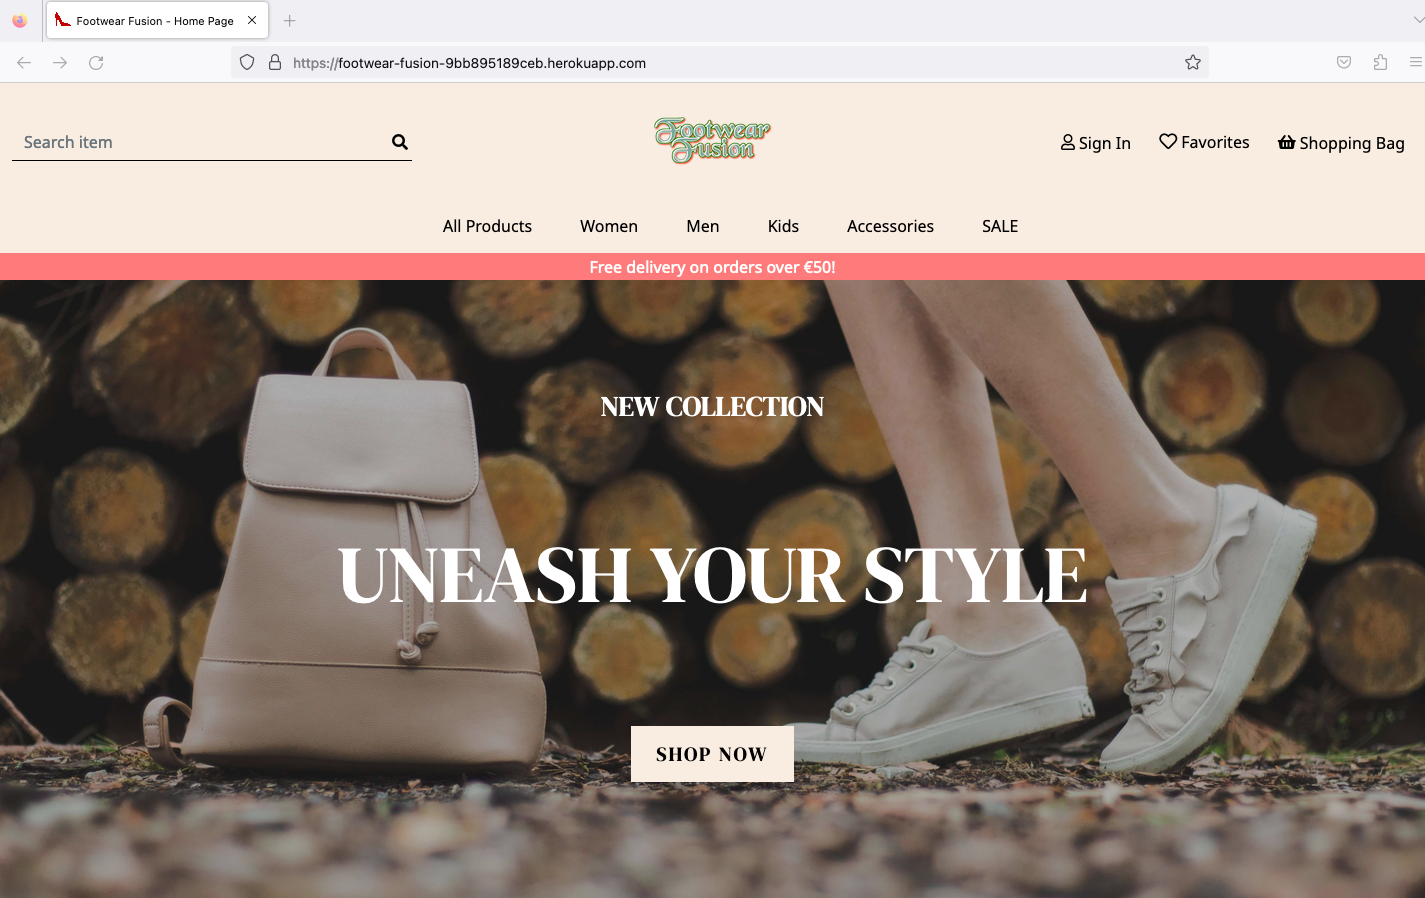 Footwear Fusion - Home Page
https://footwear-fusion-9bb895189ceb.herokuapp.com
Search item
Footwear
Fusion
Sign In
Favorites
Shopping Bag
All Products
Women
Men
Kids
Accessories
SALE
Free delivery on orders over €50!
NEW COLLECTION
UNEASH YOUR STYLE
SHOP NOW